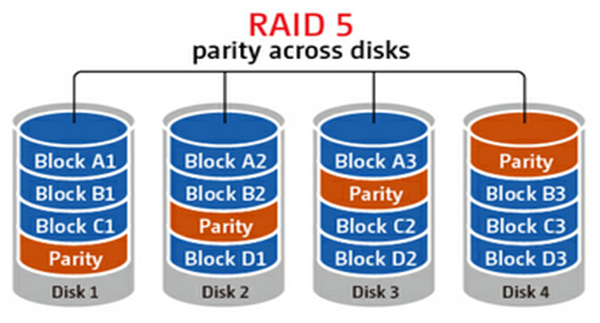 RAID 5
parity across disks
Block A1 Block A2 Block A3 Parity
Block B1 Block B2 Parity Block B3
Block C1 Parity Block C2 Block C3
Parity Block D1 Block D2 Block D3
Disk 1 Disk 2 Disk 3 Disk 4